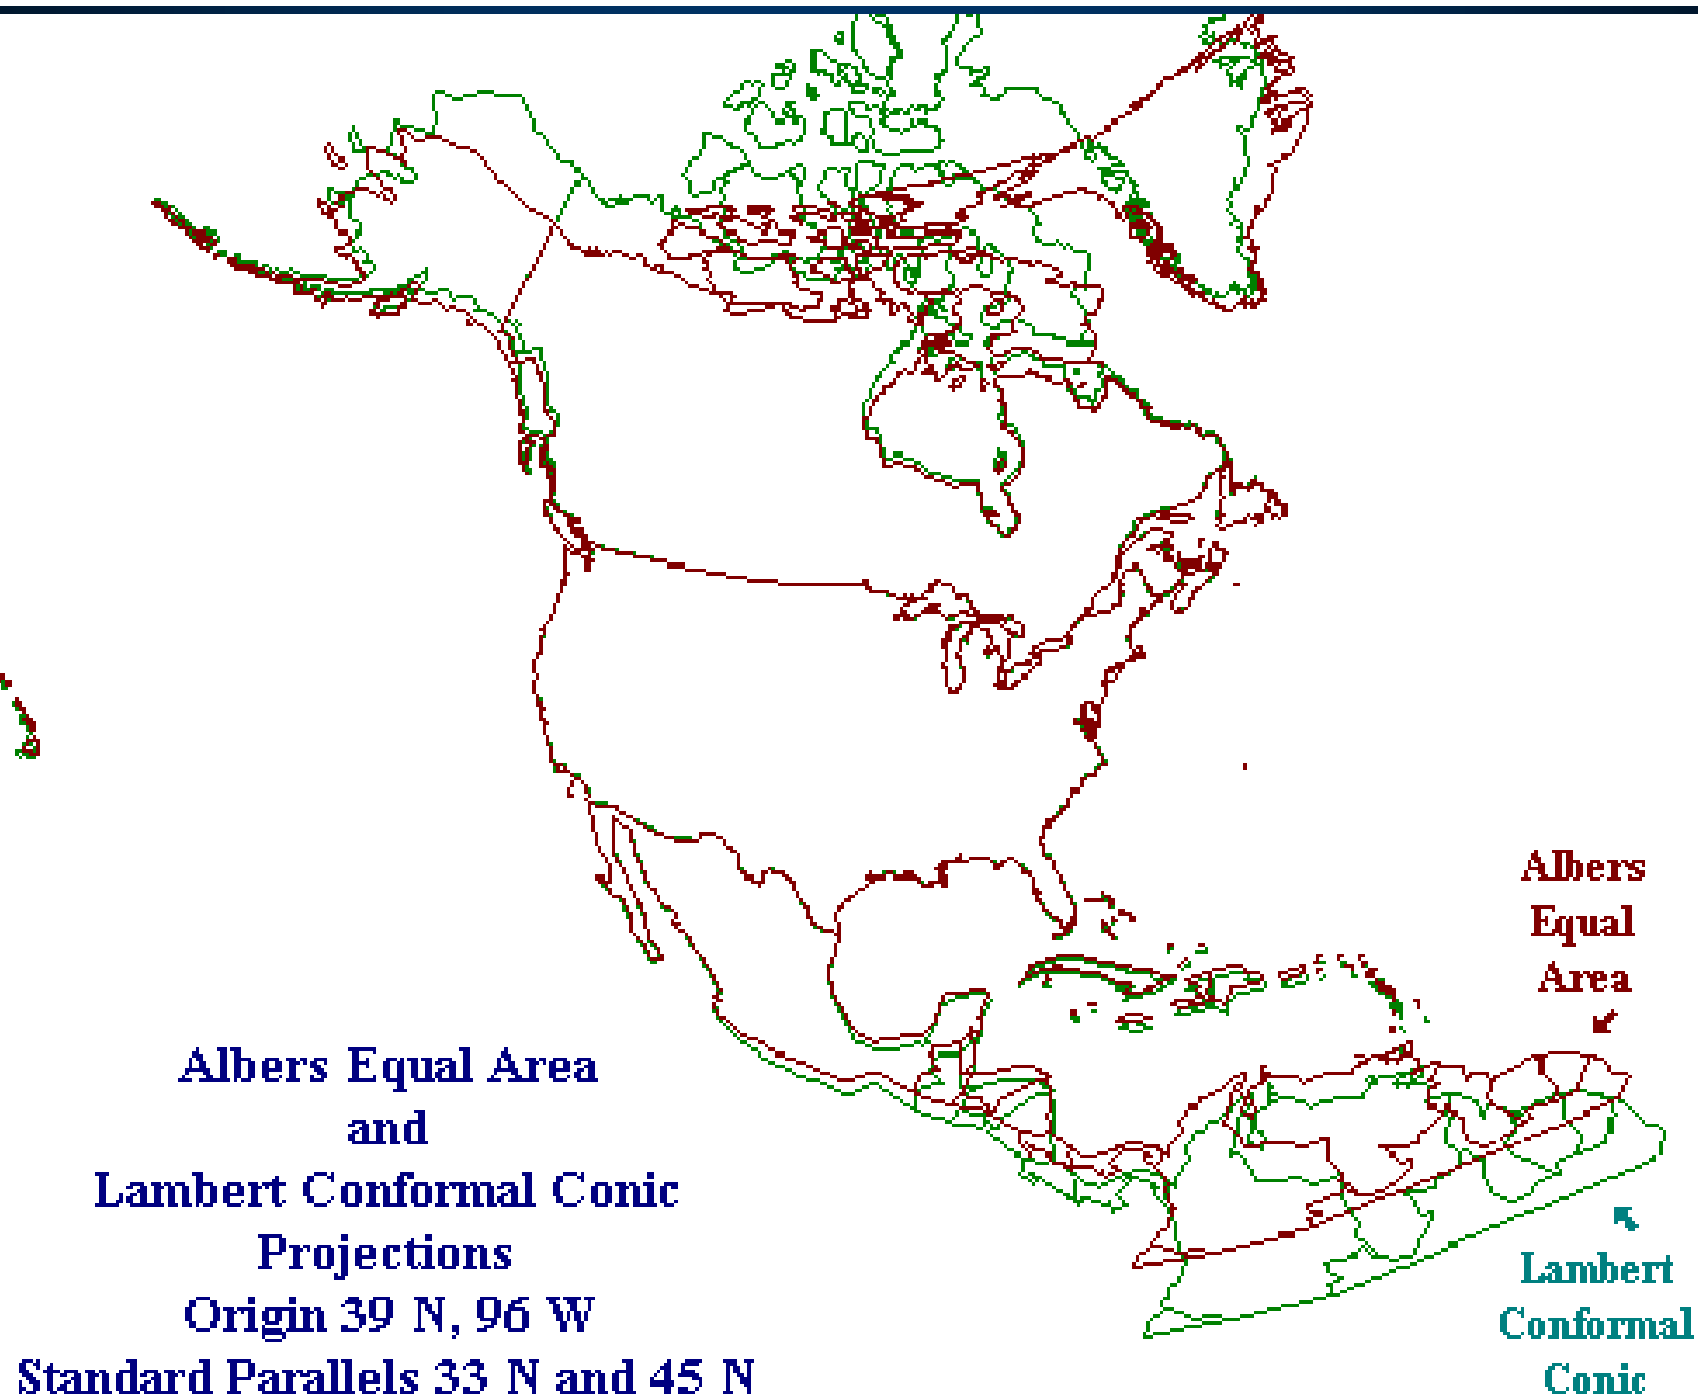 Albers
Equal
Area
Albers Equal Area
and
Lambert Conformal Conic
Projections
Origin 39 N, 96 W
Standard Parallels 33 N and 45 N
Lambert
Conformal
Conic